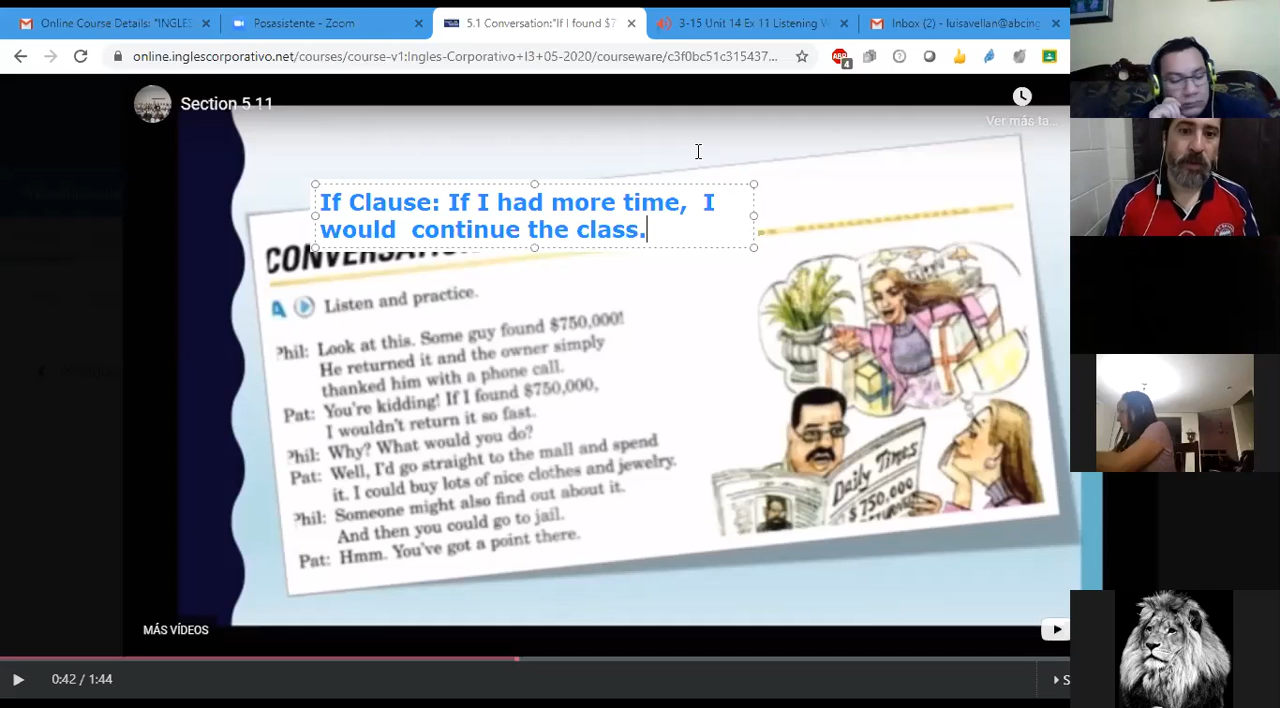 Online Course Details: "INGLES
Posasistente - Zoom
5.1 Conversation:"If I found $7
3-15 Unit 14 Ex 11 Listening W
Inbox (2) - luisavellan@abcing
online.inglescorporativo.net/courses/course-v1:Ingles-Corporativo+I3+05-2020/courseware/c3f0bc51c315437...
ABP
4
Section 5 11
Ver más ta...
If Clause: If I had more time, I
would continue the class.
CONVERSATION
A Listen and practice.
Phil: Look at this. Some guy found $750,000!
He returned it and the owner simply
thanked him with a phone call.
Pat: You're kidding! If I found $750,000,
I wouldn't return it so fast.
Phil: Why? What would you do?
Pat: Well, I'd go straight to the mall and spend
it. I could buy lots of nice clothes and jewelry.
Phil: Someone might also find out about it.
And then you could go to jail.
Pat: Hmm. You've got a point there.
Daily Times
$750,000
MÁS VÍDEOS
0:42 / 1:44
S